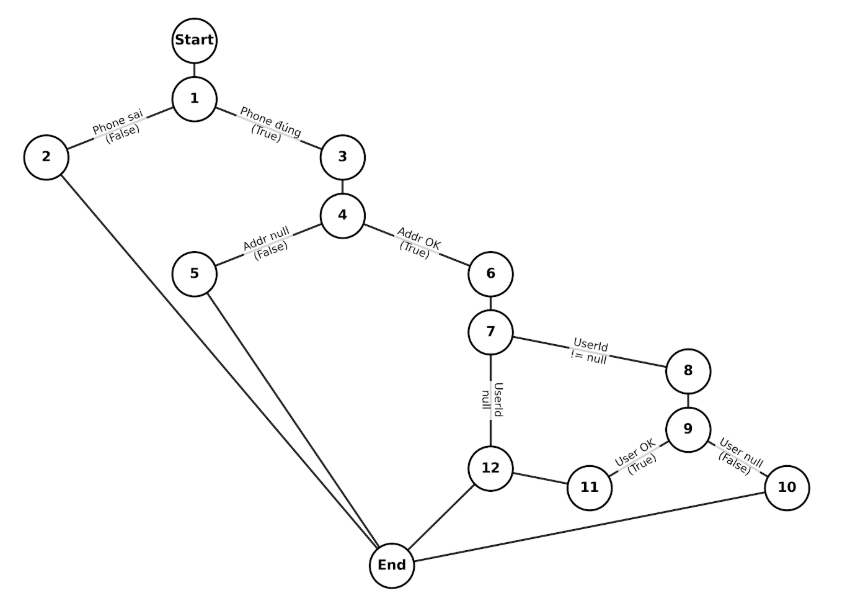 Start
1
Phone sai
(False)
Phone đúng
(True)
2
3
4
Addr null
(False)
Addr OK
(True)
5
6
7
UserId
!= null
8
UserId
null
9
User OK
(True)
User null
(False)
12
11
10
End